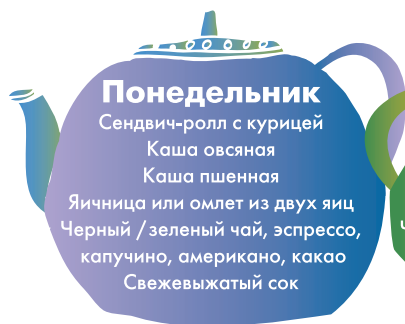 Понедельник
Сендвич-ролл с курицей
Каша овсяная
Каша пшенная
Яичница или омлет из двух яиц
Черный /зеленый чай, эспрессо,
капучино, американо, какао
Свежевыжатый сок